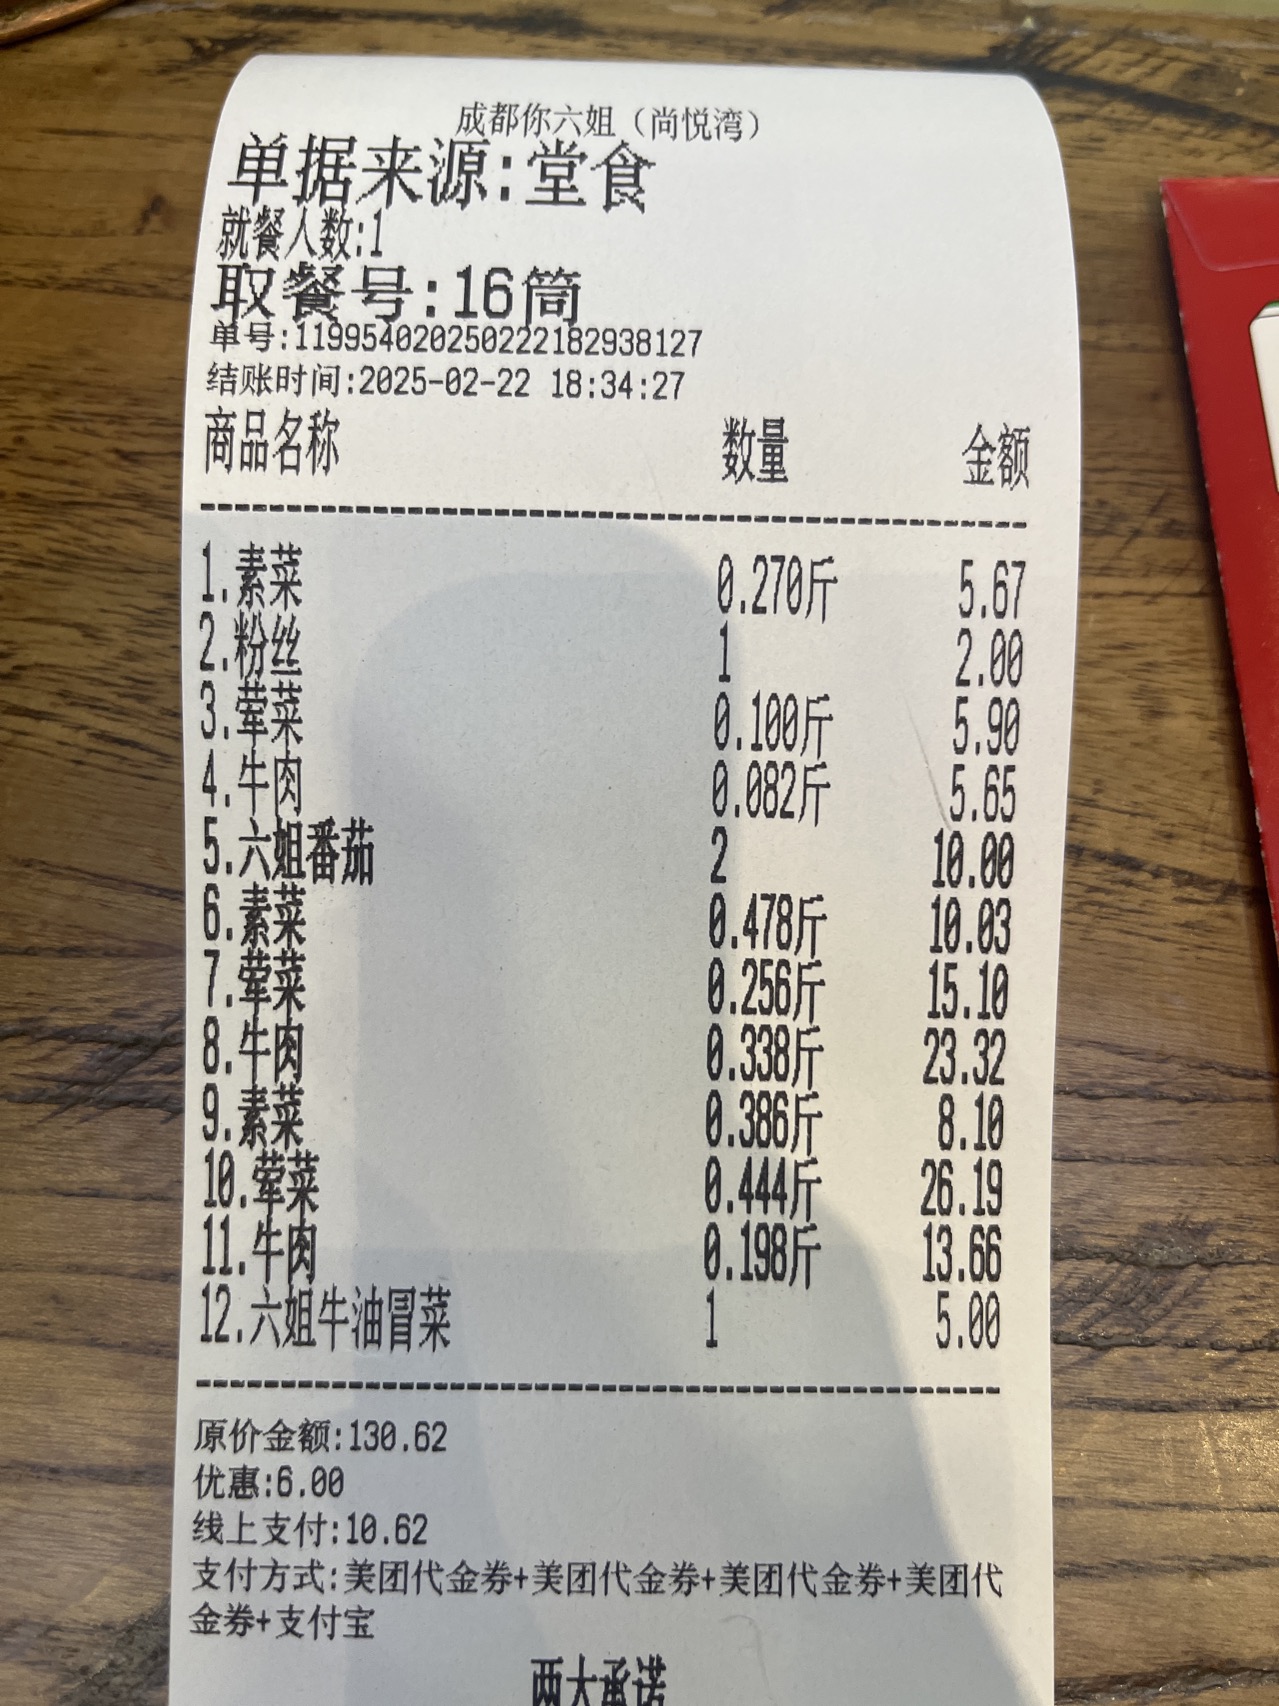 成都你六姐（尚悦湾）
单据来源:堂食
就餐人数:1
取餐号:16筒
单号:11995402025022218293​8127
结账时间:2025-02-22 18:34:27
商品名称 数量 金额
1.素菜 0.270斤 5.67
2.粉丝 1 2.00
3.荤菜 0.100斤 5.90
4.牛肉 0.082斤 5.65
5.六姐番茄 2 10.00
6.素菜 0.478斤 10.03
7.荤菜 0.256斤 15.10
8.牛肉 0.338斤 23.32
9.素菜 0.386斤 8.10
10.荤菜 0.444斤 26.19
11.牛肉 0.198斤 13.66
12.六姐牛油冒菜 1 5.00
原价金额:130.62
优惠:6.00
线上支付:10.62
支付方式:美团代金券+美团代金券+美团代金券+美团代
金券+支付宝
两大承诺